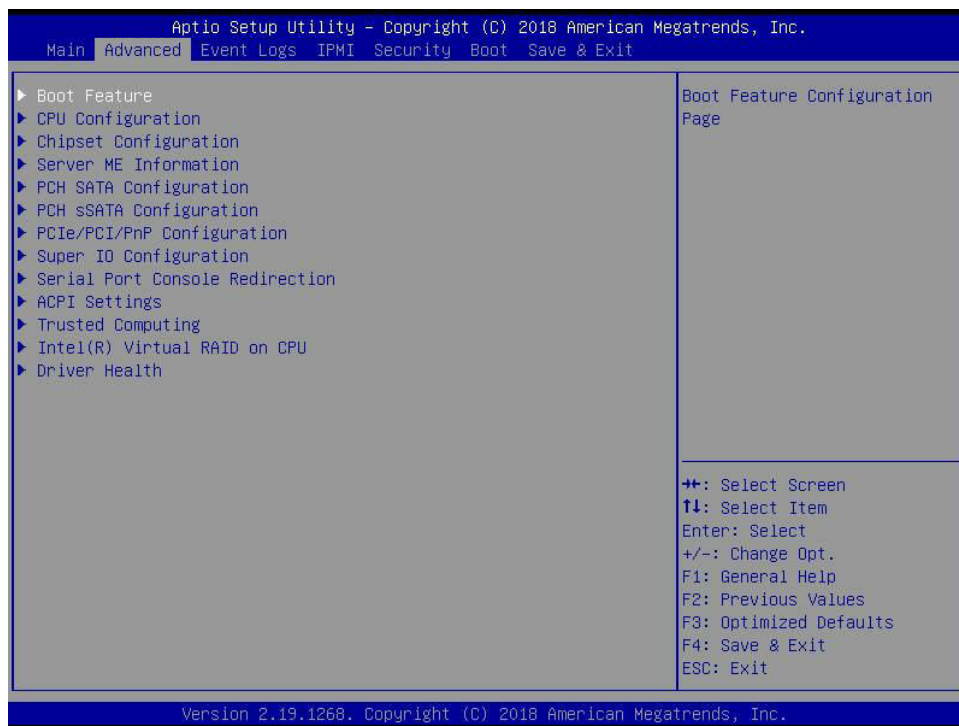 Aptio Setup Utility – Copyright (C) 2018 American Megatrends, Inc.
Main Advanced Event Logs IPMI Security Boot Save & Exit
▶ Boot Feature
▶ CPU Configuration
▶ Chipset Configuration
▶ Server ME Information
▶ PCH SATA Configuration
▶ PCH sSATA Configuration
▶ PCIe/PCI/PnP Configuration
▶ Super IO Configuration
▶ Serial Port Console Redirection
▶ ACPI Settings
▶ Trusted Computing
▶ Intel(R) Virtual RAID on CPU
▶ Driver Health
Boot Feature Configuration
Page
→←: Select Screen
↑↓: Select Item
Enter: Select
+/-: Change Opt.
F1: General Help
F2: Previous Values
F3: Optimized Defaults
F4: Save & Exit
ESC: Exit
Version 2.19.1268. Copyright (C) 2018 American Megatrends, Inc.